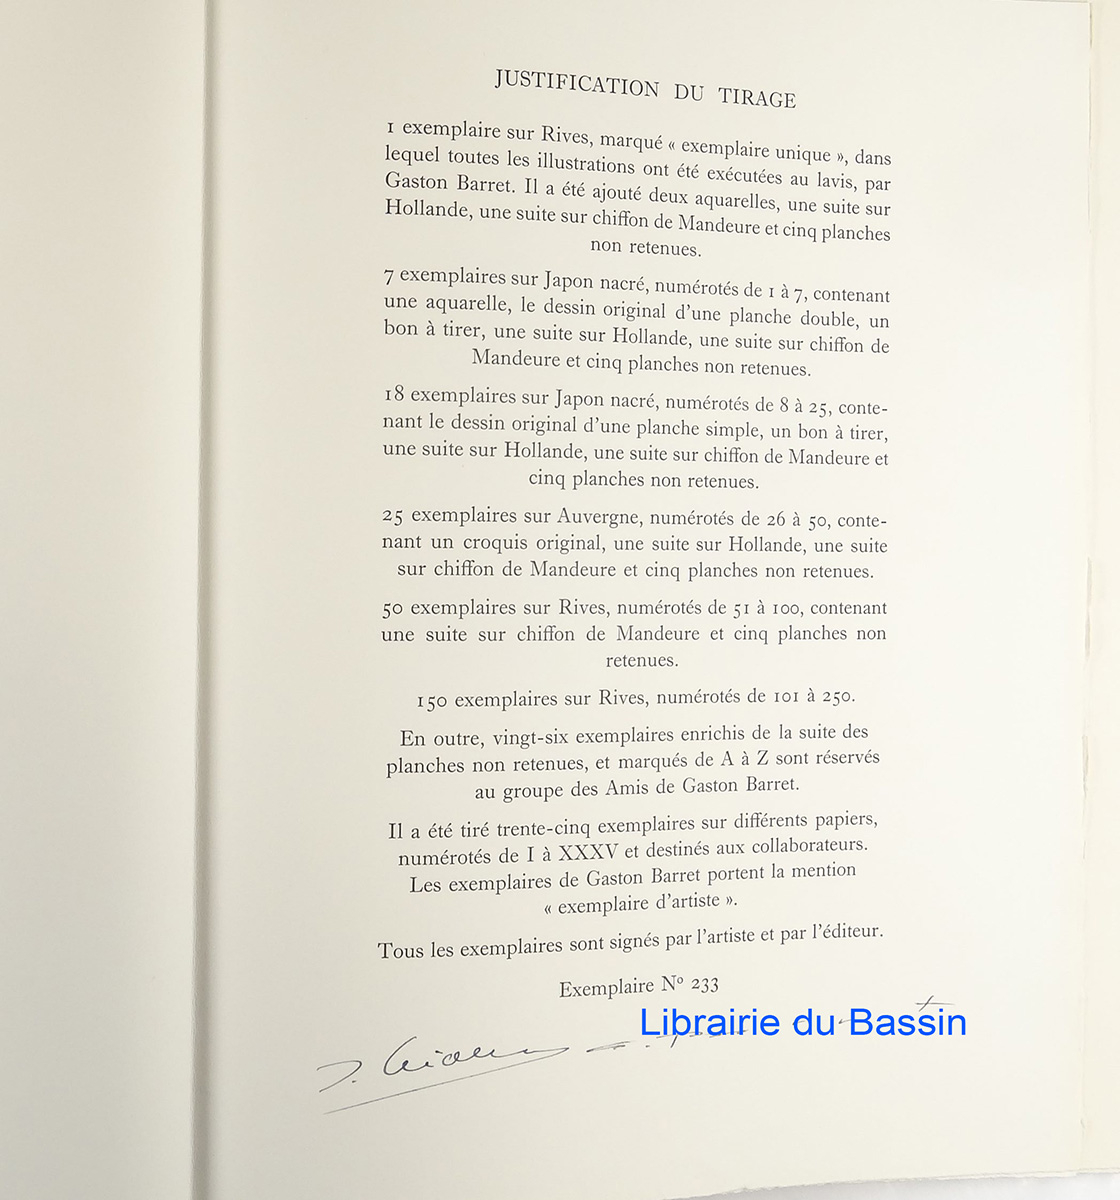 JUSTIFICATION DU TIRAGE
1 exemplaire sur Rives, marqué « exemplaire unique », dans
lequel toutes les illustrations ont été exécutées au lavis, par
Gaston Barret. Il a été ajouté deux aquarelles, une suite sur
Hollande, une suite sur chiffon de Mandeure et cinq planches
non retenues.
7 exemplaires sur Japon nacré, numérotés de 1 à 7, contenant
une aquarelle, le dessin original d'une planche double, un
bon à tirer, une suite sur Hollande, une suite sur chiffon de
Mandeure et cinq planches non retenues.
18 exemplaires sur Japon nacré, numérotés de 8 à 25, conte-
nant le dessin original d'une planche simple, un bon à tirer,
une suite sur Hollande, une suite sur chiffon de Mandeure et
cinq planches non retenues.
25 exemplaires sur Auvergne, numérotés de 26 à 50, conte-
nant un croquis original, une suite sur Hollande, une suite
sur chiffon de Mandeure et cinq planches non retenues.
50 exemplaires sur Rives, numérotés de 51 à 100, contenant
une suite sur chiffon de Mandeure et cinq planches non
retenues.
150 exemplaires sur Rives, numérotés de 101 à 250.
En outre, vingt-six exemplaires enrichis de la suite des
planches non retenues, et marqués de A à Z sont réservés
au groupe des Amis de Gaston Barret.
Il a été tiré trente-cinq exemplaires sur différents papiers,
numérotés de I à XXXV et destinés aux collaborateurs.
Les exemplaires de Gaston Barret portent la mention
« exemplaire d'artiste ».
Tous les exemplaires sont signés par l'artiste et par l'éditeur.
Exemplaire Nº 233
Librairie du Bassin